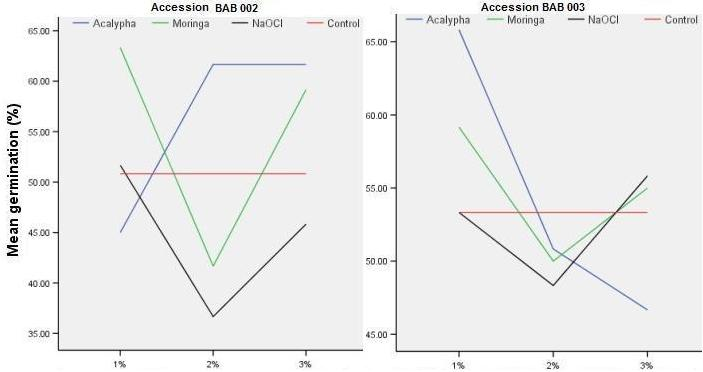 Accession BAB 002
Acalypha Moringa NaOCl Control
Mean germination (%)
65.00
60.00
55.00
50.00
45.00
40.00
35.00
1% 2% 3%
Accession BAB 003
Acalypha Moringa NaOCl Control
65.00
60.00
55.00
50.00
45.00
1% 2% 3%